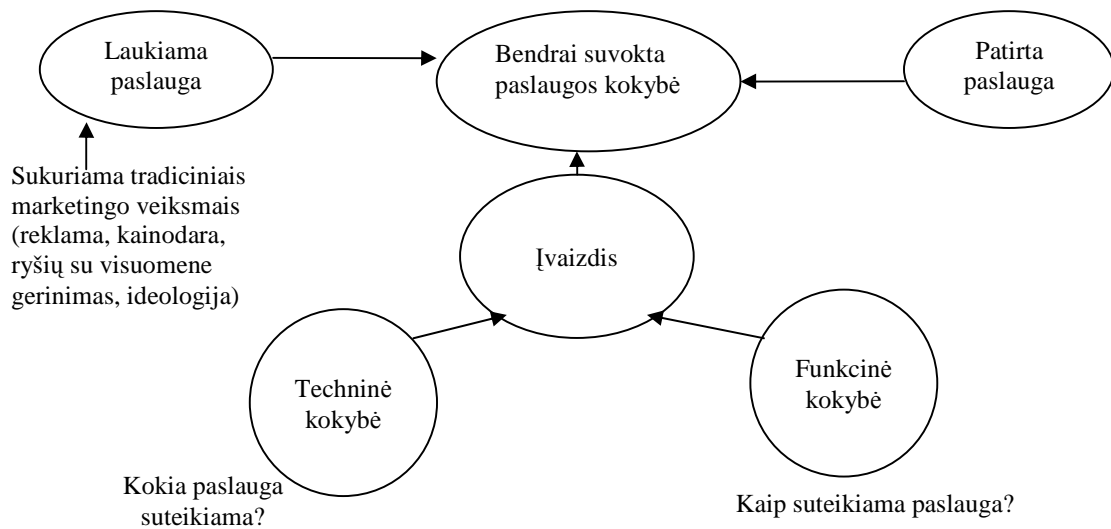 Laukiama
paslauga
Bendrai suvokta
paslaugos kokybė
Patirta
paslauga
Sukuriama tradiciniais
marketingo veiksmais
(reklama, kainodara,
ryšių su visuomene
gerinimas, ideologija)
Įvaizdis
Techninė
kokybė
Funkcinė
kokybė
Kokia paslauga
suteikiama?
Kaip suteikiama paslauga?